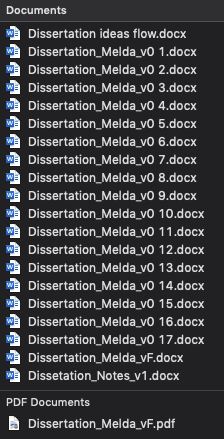 Documents
Dissertation ideas flow.docx
Dissertation_Melda_v0 1.docx
Dissertation_Melda_v0 2.docx
Dissertation_Melda_v0 3.docx
Dissertation_Melda_v0 4.docx
Dissertation_Melda_v0 5.docx
Dissertation_Melda_v0 6.docx
Dissertation_Melda_v0 7.docx
Dissertation_Melda_v0 8.docx
Dissertation_Melda_v0 9.docx
Dissertation_Melda_v0 10.docx
Dissertation_Melda_v0 11.docx
Dissertation_Melda_v0 12.docx
Dissertation_Melda_v0 13.docx
Dissertation_Melda_v0 14.docx
Dissertation_Melda_v0 15.docx
Dissertation_Melda_v0 16.docx
Dissertation_Melda_v0 17.docx
Dissertation_Melda_vF.docx
Dissetation_Notes_v1.docx
PDF Documents
Dissertation_Melda_vF.pdf